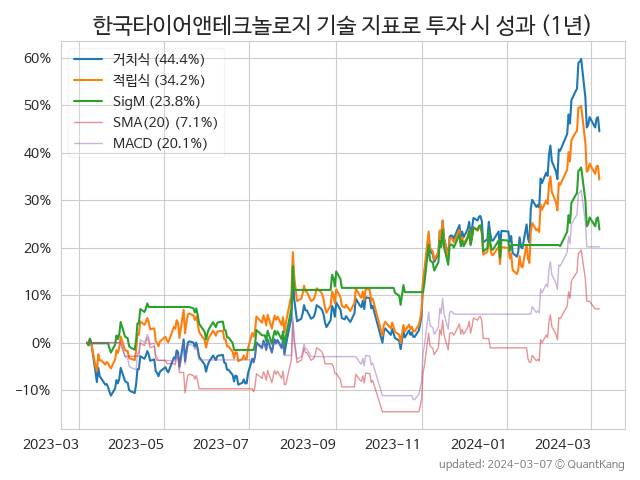 한국타이어앤테크놀로지 기술 지표로 투자 시 성과 (1년)
거치식 (44.4%)
적립식 (34.2%)
SigM (23.8%)
SMA(20) (7.1%)
MACD (20.1%)
60%
50%
40%
30%
20%
10%
0%
−10%
2023-03
2023-05
2023-07
2023-09
2023-11
2024-01
2024-03
updated: 2024-03-07 © QuantKang